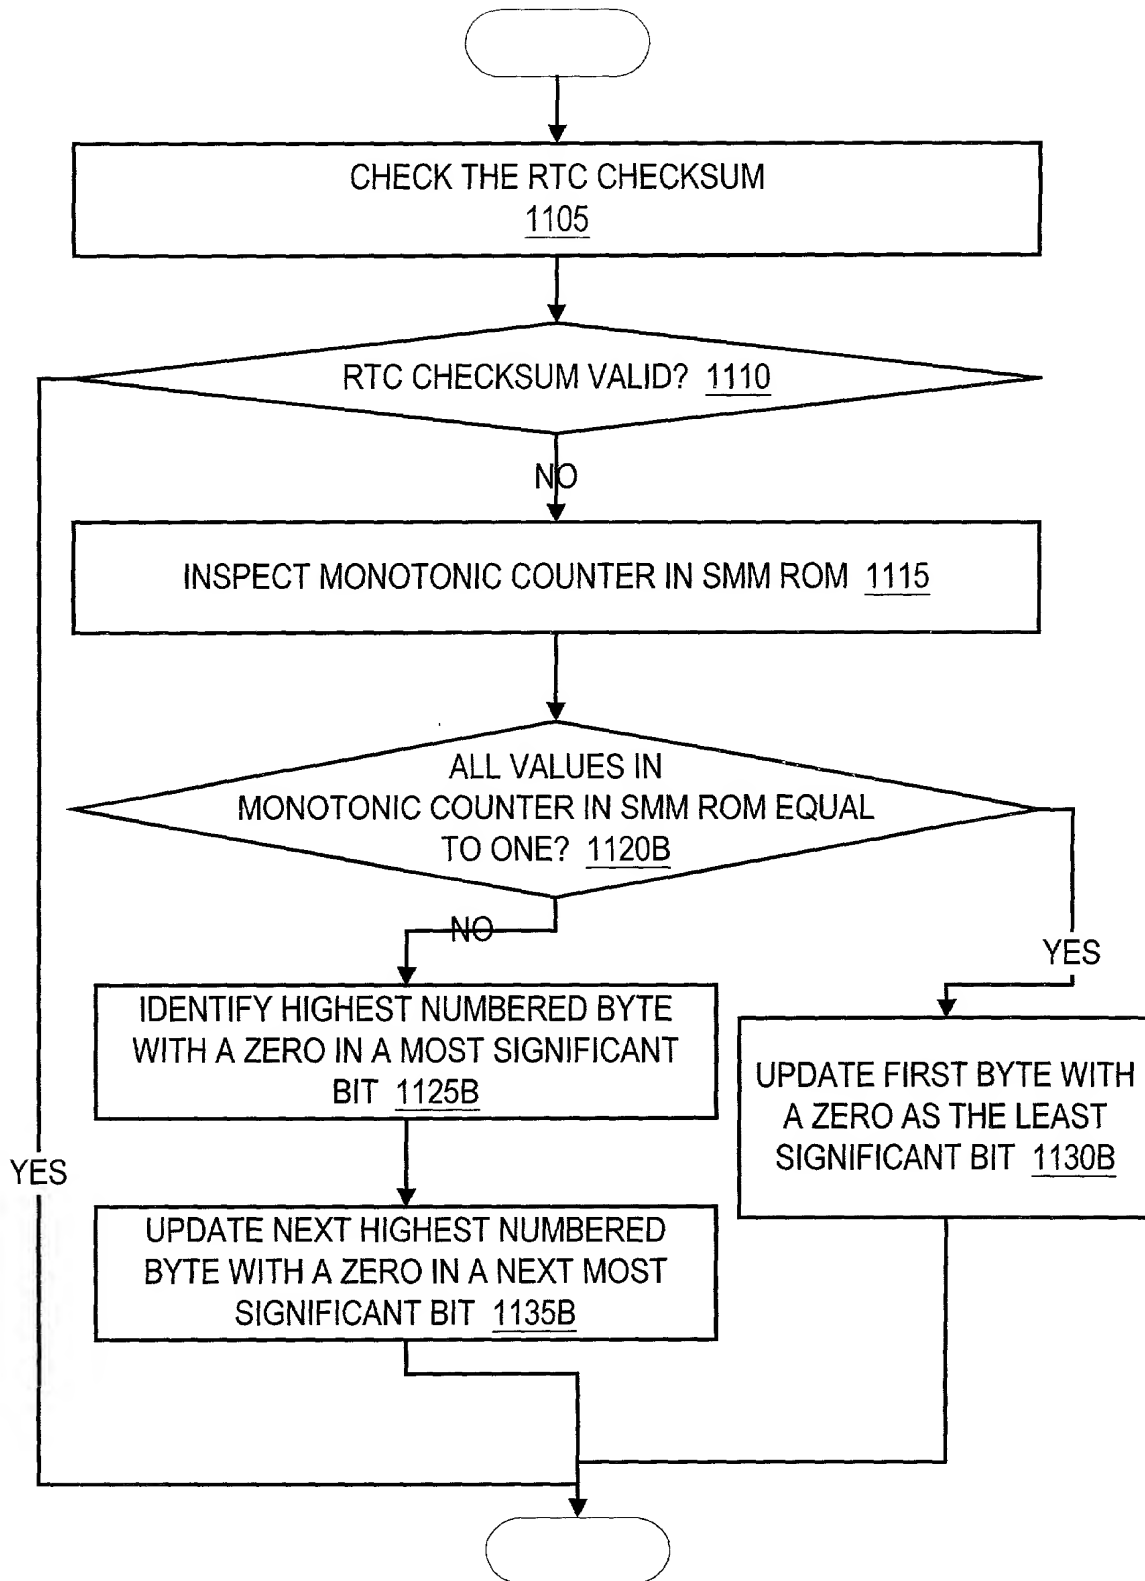 CHECK THE RTC CHECKSUM
1105
RTC CHECKSUM VALID? 1110
NO
INSPECT MONOTONIC COUNTER IN SMM ROM 1115
ALL VALUES IN
MONOTONIC COUNTER IN SMM ROM EQUAL
TO ONE? 1120B
NO
YES
IDENTIFY HIGHEST NUMBERED BYTE
WITH A ZERO IN A MOST SIGNIFICANT
BIT 1125B
UPDATE FIRST BYTE WITH
A ZERO AS THE LEAST
SIGNIFICANT BIT 1130B
YES
UPDATE NEXT HIGHEST NUMBERED
BYTE WITH A ZERO IN A NEXT MOST
SIGNIFICANT BIT 1135B